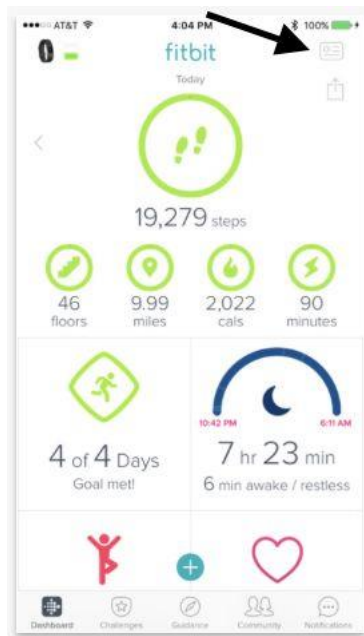 AT&T 4:04 PM 100%
fitbit
Today
19,279 steps
46 9.99 2,022 90
floors miles cals minutes
10:42 PM 6:11 AM
4 of 4 Days 7 hr 23 min
Goal met! 6 min awake / restless
Dashboard Challenges Guidance Community Notifications